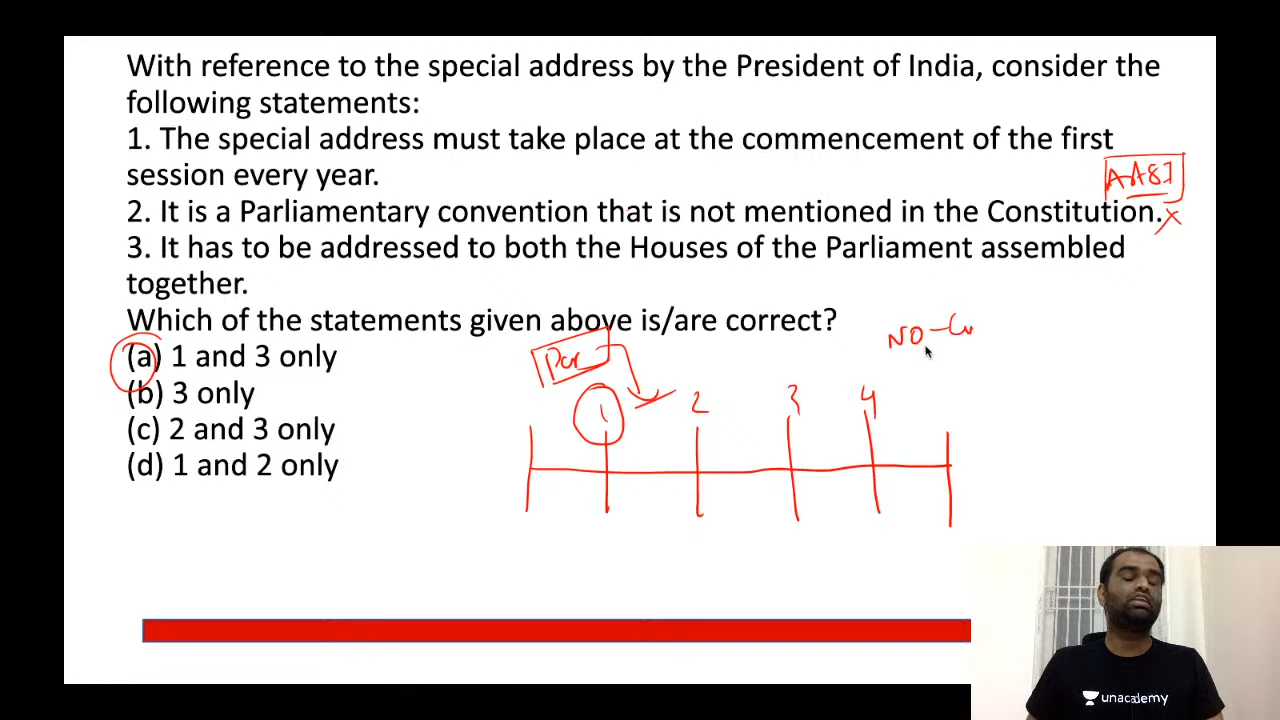 With reference to the special address by the President of India, consider the
following statements:
1. The special address must take place at the commencement of the first
session every year.
2. It is a Parliamentary convention that is not mentioned in the Constitution.
3. It has to be addressed to both the Houses of the Parliament assembled
together.
Which of the statements given above is/are correct?
(a) 1 and 3 only
(b) 3 only
(c) 2 and 3 only
(d) 1 and 2 only
NO
1 2 3 4
unacademy